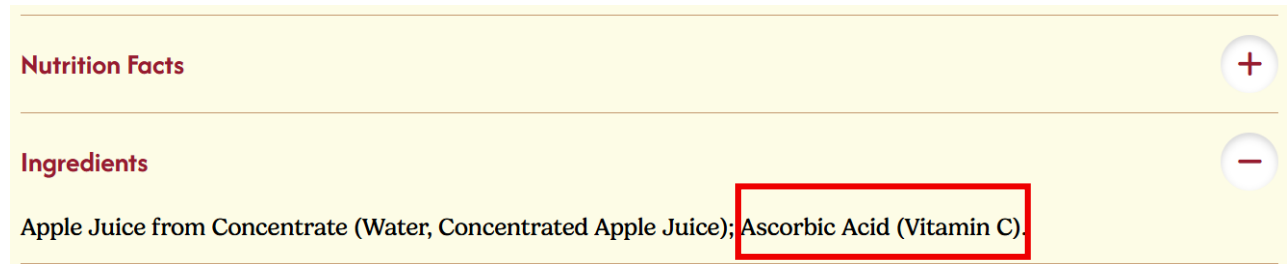 Nutrition Facts
Ingredients
Apple Juice from Concentrate (Water, Concentrated Apple Juice); Ascorbic Acid (Vitamin C).